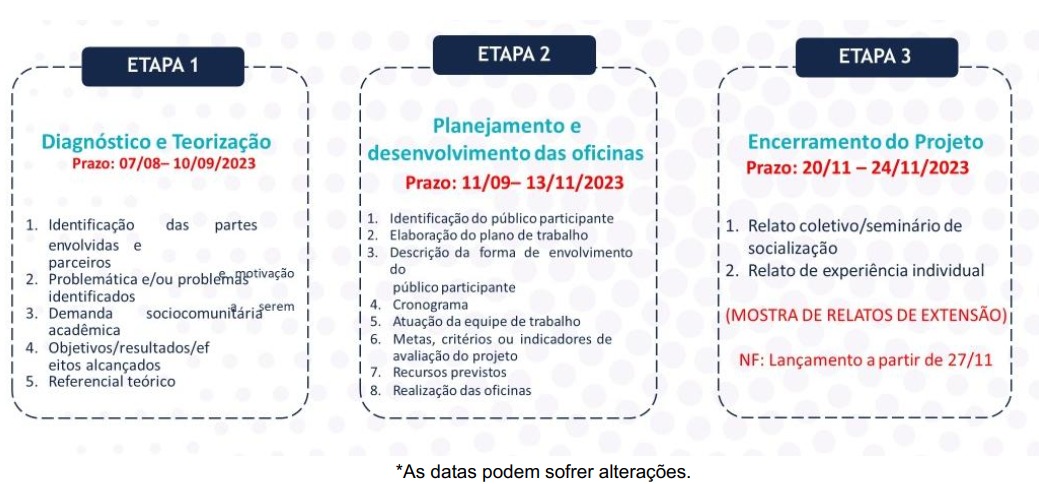 ETAPA 1
Diagnóstico e Teorização
Prazo: 07/08– 10/09/2023
1. Identificação das partes
envolvidas e
parceiros
2. Problemática e/ou problemas
e motivação
identificados
3. Demanda sociocomunitária
a serem
acadêmica
4. Objetivos/resultados/ef
eitos alcançados
5. Referencial teórico
ETAPA 2
Planejamento e
desenvolvimento das oficinas
Prazo: 11/09– 13/11/2023
1. Identificação do público participante
2. Elaboração do plano de trabalho
3. Descrição da forma de envolvimento
do
público participante
4. Cronograma
5. Atuação da equipe de trabalho
6. Metas, critérios ou indicadores de
avaliação do projeto
7. Recursos previstos
8. Realização das oficinas
ETAPA 3
Encerramento do Projeto
Prazo: 20/11 – 24/11/2023
1. Relato coletivo/seminário de
socialização
2. Relato de experiência individual
(MOSTRA DE RELATOS DE EXTENSÃO)
NF: Lançamento a partir de 27/11
*As datas podem sofrer alterações.